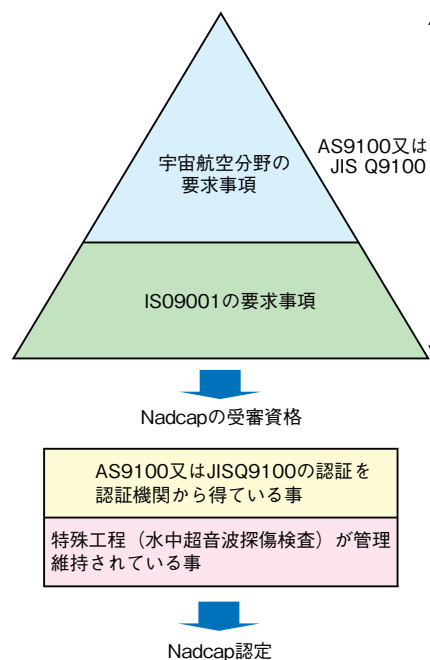 宇宙航空分野の
要求事項
AS9100又は
JIS Q9100
ISO9001の要求事項
Nadcapの受審資格
AS9100又はJISQ9100の認証を
認証機関から得ている事
特殊工程（水中超音波探傷検査）が管理
維持されている事
Nadcap認定